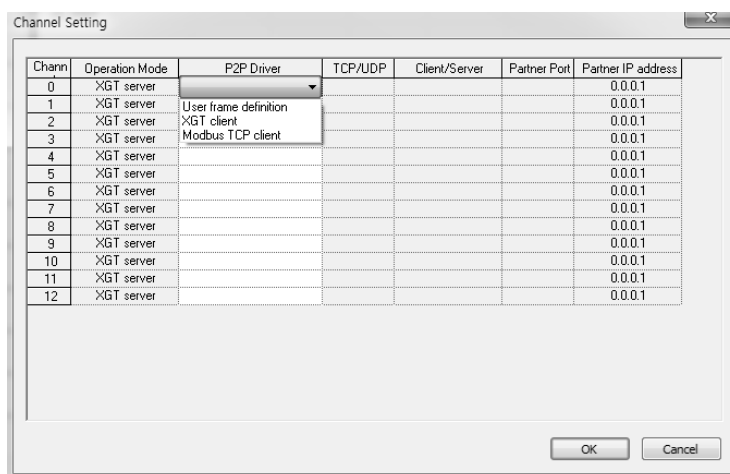 Channel Setting
Chann Operation Mode P2P Driver TCP/UDP Client/Server Partner Port Partner IP address
0 XGT server 0.0.0.1
1 XGT server User frame definition 0.0.0.1
2 XGT server XGT client 0.0.0.1
3 XGT server Modbus TCP client 0.0.0.1
4 XGT server 0.0.0.1
5 XGT server 0.0.0.1
6 XGT server 0.0.0.1
7 XGT server 0.0.0.1
8 XGT server 0.0.0.1
9 XGT server 0.0.0.1
10 XGT server 0.0.0.1
11 XGT server 0.0.0.1
12 XGT server 0.0.0.1
OK Cancel